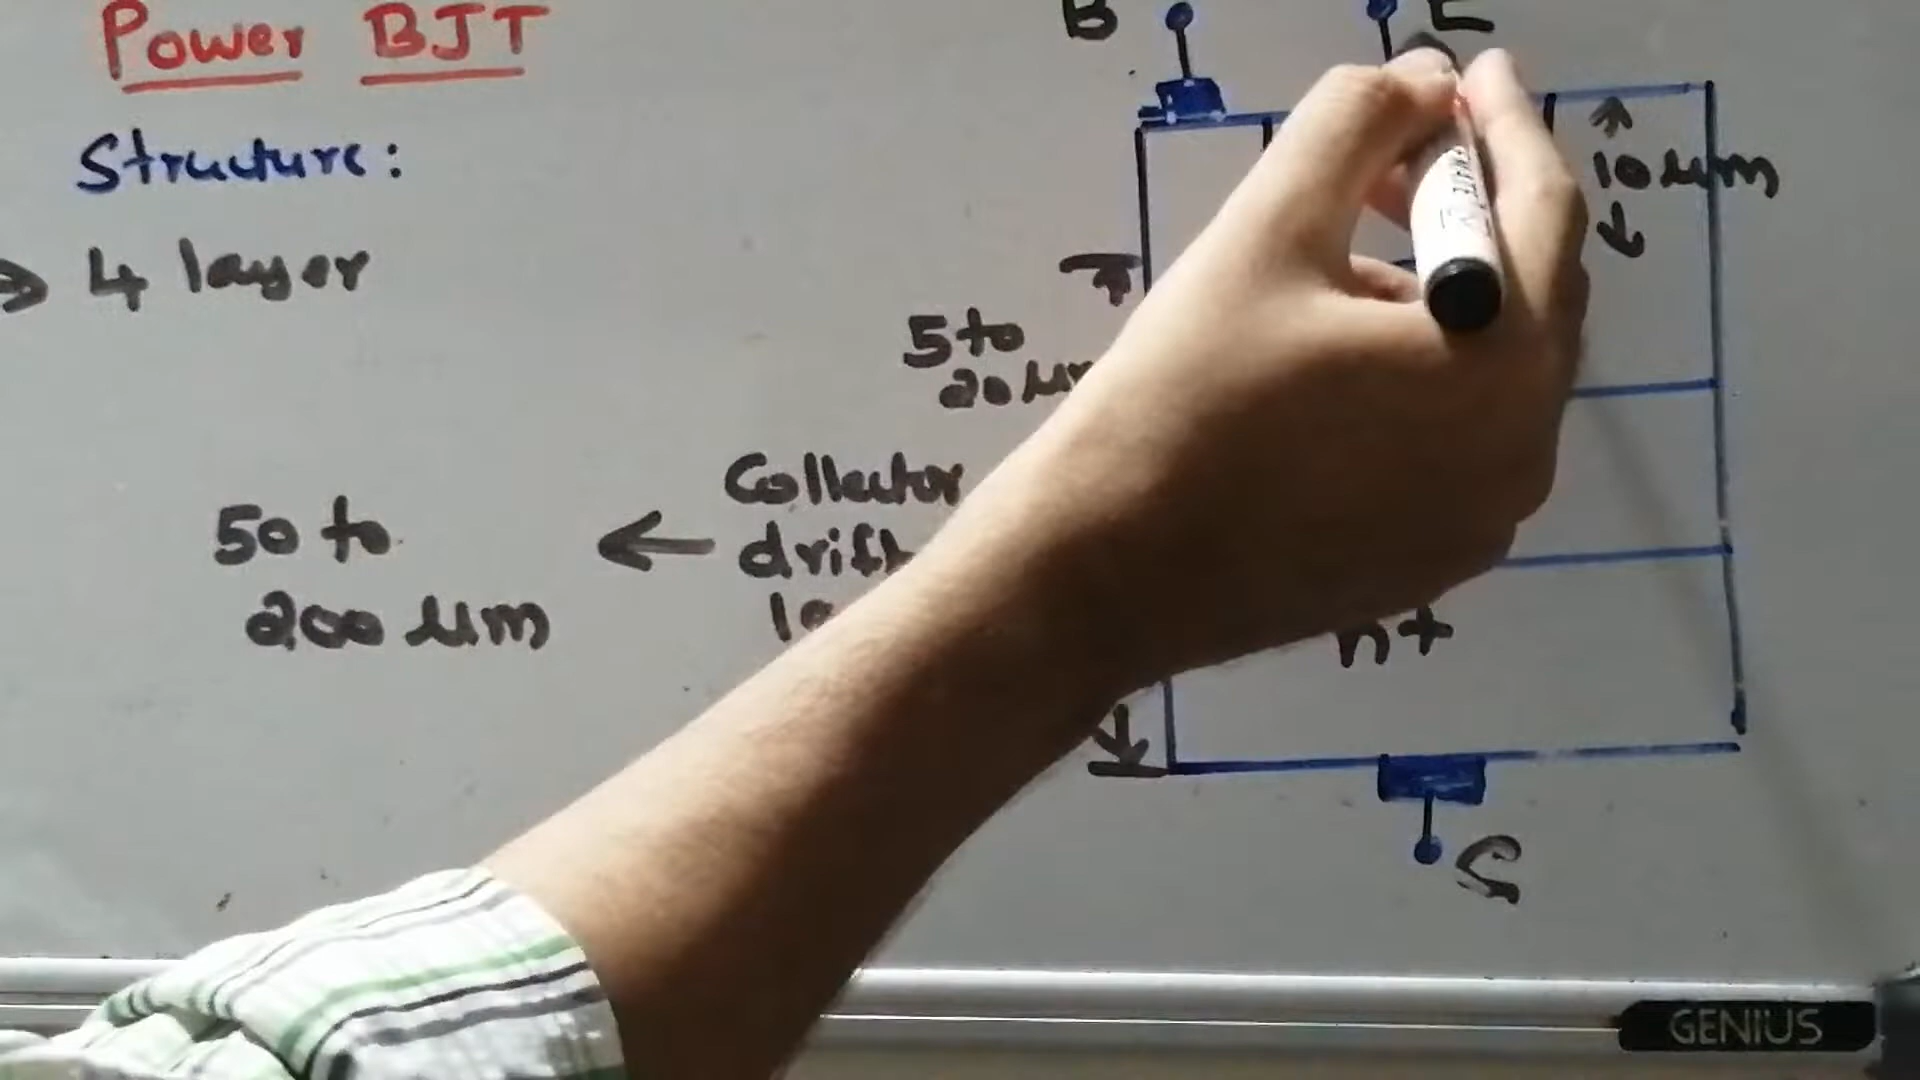 Power BJT
B
E
Structure:
10 µm
→ 4 layer
5 to
20 µm
Collector
drift
50 to ←
200 µm
n+
C
GENIUS